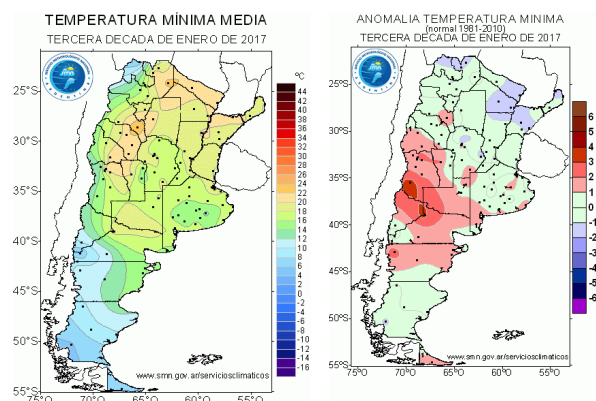 TEMPERATURA MÍNIMA MEDIA
TERCERA DECADA DE ENERO DE 2017
25°S
30°S
35°S
40°S
45°S
50°S
55°S
75°O
70°O
65°O
60°O
55°O
°C
44
42
40
38
36
34
32
30
28
26
24
22
20
18
16
14
12
10
8
6
4
2
0
-2
-4
-6
-8
-10
-12
-14
-16
www.smn.gov.ar/serviciosclimaticos
ANOMALIA TEMPERATURA MINIMA
(normal 1981-2010)
TERCERA DECADA DE ENERO DE 2017
25°S
30°S
35°S
40°S
45°S
50°S
55°S
75°O
70°O
65°O
60°O
55°O
6
5
4
3
2
1
0
-1
-2
-3
-4
-5
-6
www.smn.gov.ar/serviciosclimaticos